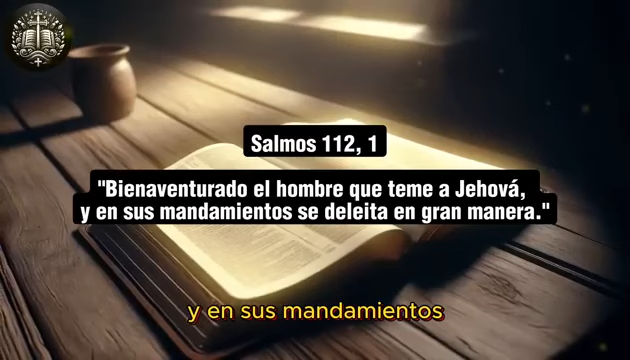 Salmos 112, 1
"Bienaventurado el hombre que teme a Jehová,
y en sus mandamientos se deleita en gran manera."
y en sus mandamientos